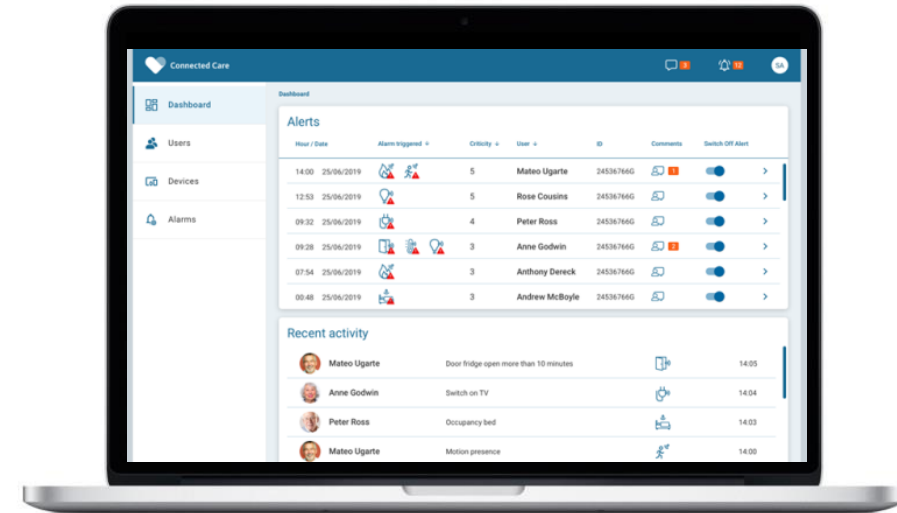 Connected Care 3 12 SA
Dashboard
Users
Devices
Alarms
Dashboard
Alerts
Hour / Date Alarm triggered Criticity User ID Comments Switch Off Alert
14:00 25/06/2019 5 Mateo Ugarte 24536766G 1
12:53 25/06/2019 5 Rose Cousins 24536766G
09:32 25/06/2019 4 Peter Ross 24536766G
09:28 25/06/2019 3 Anne Godwin 24536766G 2
07:54 25/06/2019 3 Anthony Dereck 24536766G
00:48 25/06/2019 3 Andrew McBoyle 24536766G
Recent activity
Mateo Ugarte Door fridge open more than 10 minutes 14:05
Anne Godwin Switch on TV 14:04
Peter Ross Occupancy bed 14:03
Mateo Ugarte Motion presence 14:00